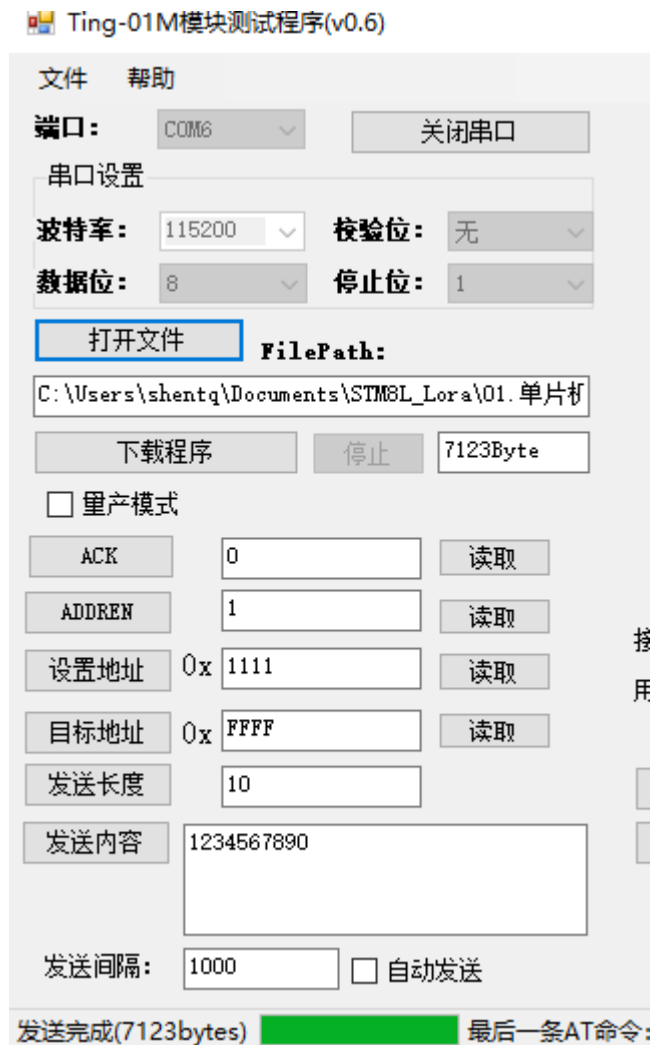 Ting-01M模块测试程序(v0.6)
文件 帮助
端口： COM6 关闭串口
串口设置
波特率： 115200 校验位： 无
数据位： 8 停止位： 1
打开文件 FilePath:
C:\Users\shentq\Documents\STM8L_Lora\01.单片机
下载程序 停止 7123Byte
量产模式
ACK 0 读取
ADDREN 1 读取
设置地址 0x 1111 读取
目标地址 0x FFFF 读取
发送长度 10
发送内容 1234567890
发送间隔： 1000 自动发送
发送完成(7123bytes) 最后一条AT命令: